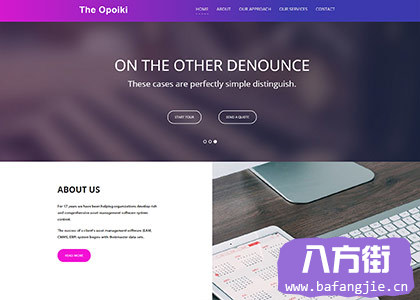 The Opoiki
HOME ABOUT OUR APPROACH OUR SERVICES CONTACT
ON THE OTHER DENOUNCE
These cases are perfectly simple distinguish.
START TOUR SEND A QUOTE
ABOUT US
For 17 years we have been helping organizations develop rich
and comprehensive asset management software system
content.
The success of a client's asset management software (EAM,
CMMS, ERP) system begins with Mastercase data sets.
READ MORE
八方街
www.bafangjie.cn